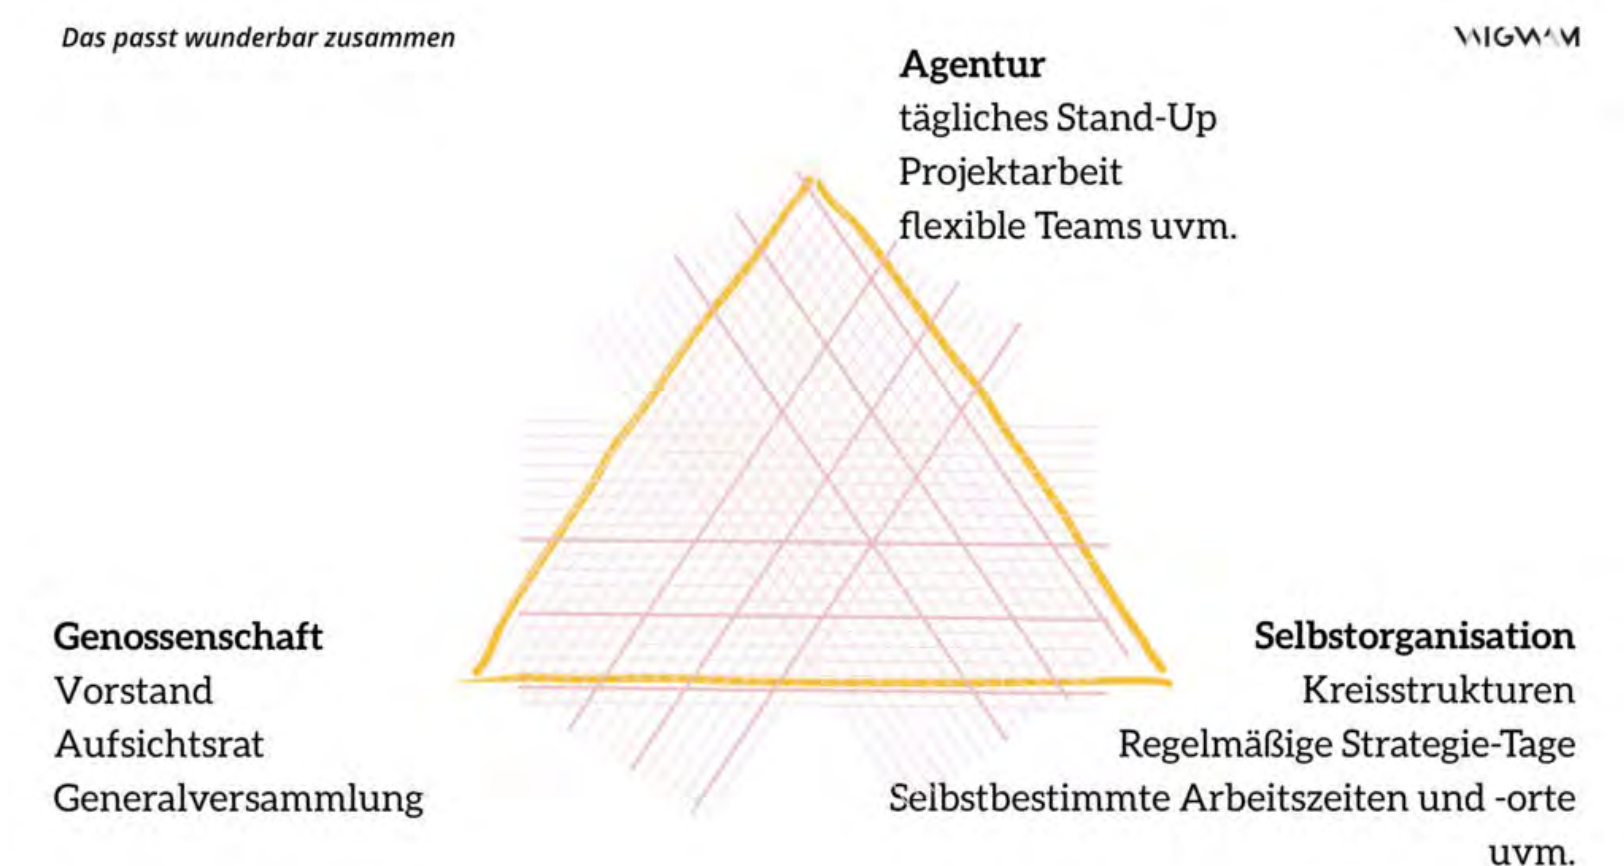 Das passt wunderbar zusammen
WIGWAM
Agentur
tägliches Stand-Up
Projektarbeit
flexible Teams uvm.
Genossenschaft
Vorstand
Aufsichtsrat
Generalversammlung
Selbstorganisation
Kreisstrukturen
Regelmäßige Strategie-Tage
Selbstbestimmte Arbeitszeiten und -orte
uvm.